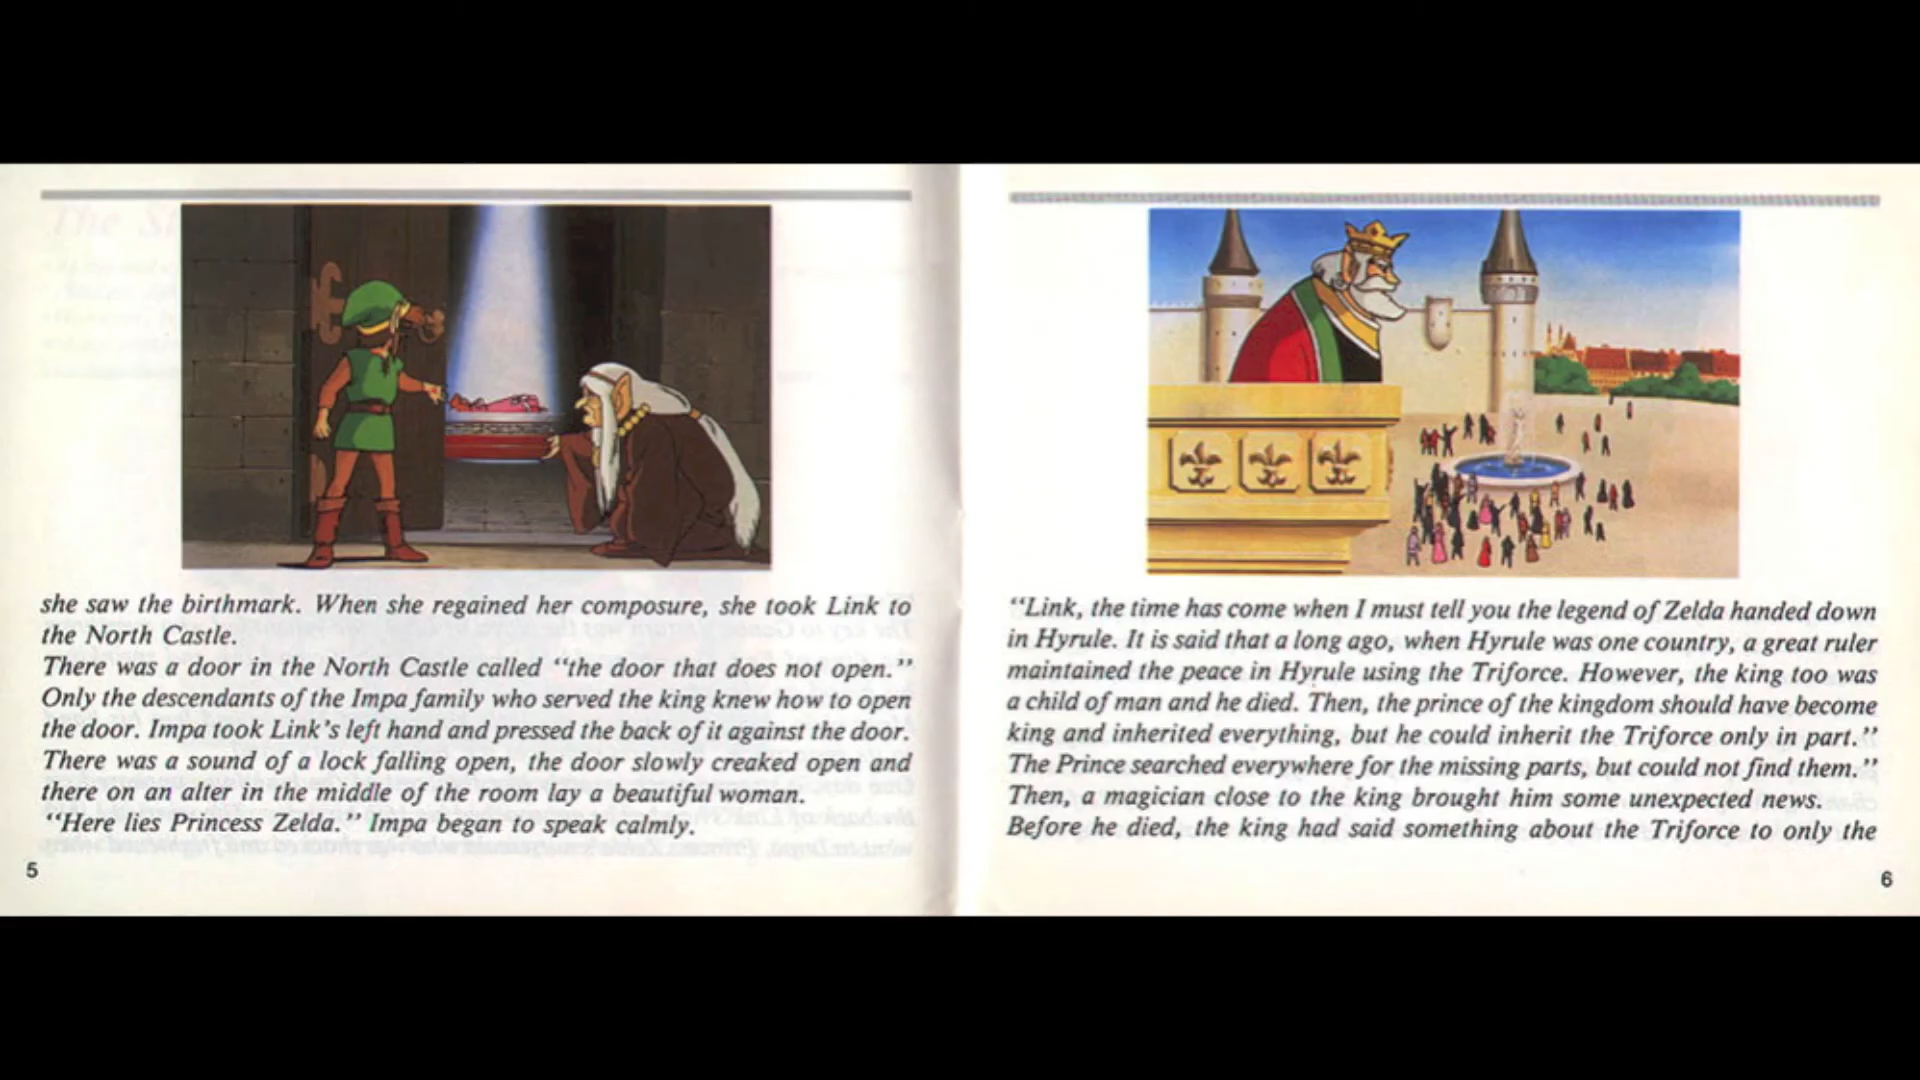 she saw the birthmark. When she regained her composure, she took Link to
the North Castle.
There was a door in the North Castle called “the door that does not open.”
Only the descendants of the Impa family who served the king knew how to open
the door. Impa took Link’s left hand and pressed the back of it against the door.
There was a sound of a lock falling open, the door slowly creaked open and
there on an alter in the middle of the room lay a beautiful woman.
“Here lies Princess Zelda.” Impa began to speak calmly.
5
“Link, the time has come when I must tell you the legend of Zelda handed down
in Hyrule. It is said that a long ago, when Hyrule was one country, a great ruler
maintained the peace in Hyrule using the Triforce. However, the king too was
a child of man and he died. Then, the prince of the kingdom should have become
king and inherited everything, but he could inherit the Triforce only in part.”
The Prince searched everywhere for the missing parts, but could not find them.”
Then, a magician close to the king brought him some unexpected news.
Before he died, the king had said something about the Triforce to only the
6